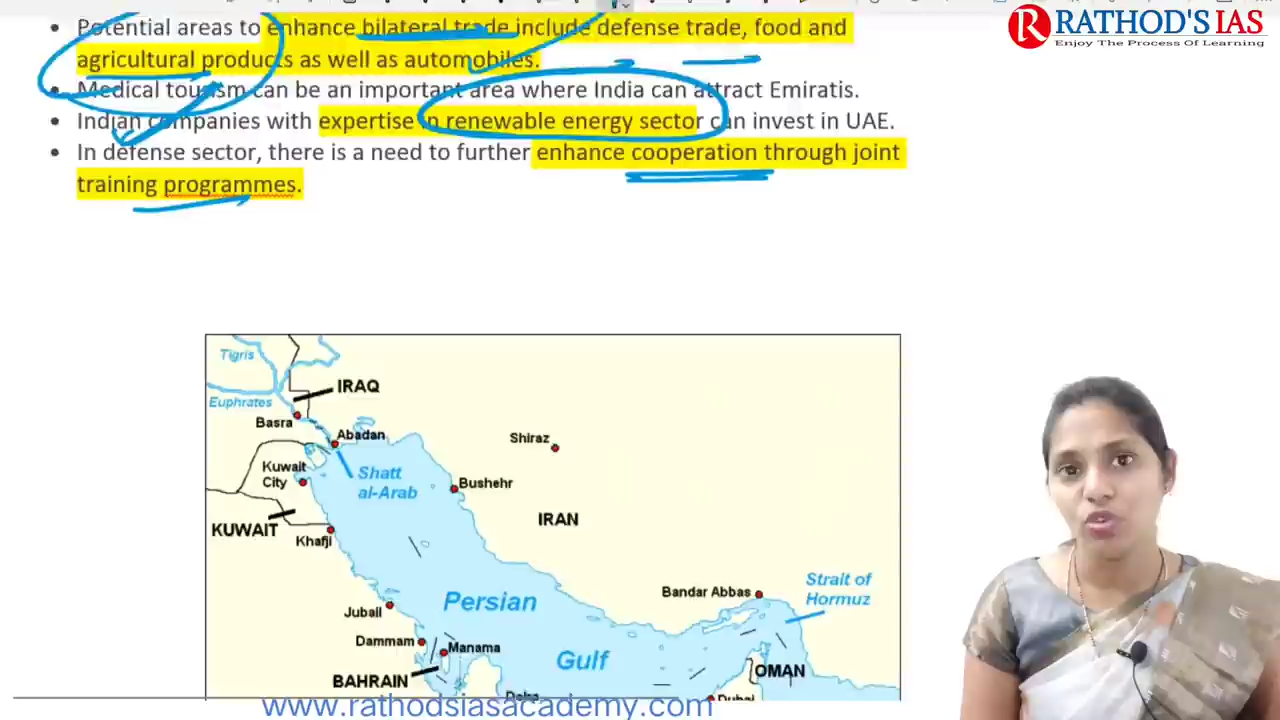 RATHOD'S IAS
Enjoy The Process Of Learning
• Potential areas to enhance bilateral trade include defense trade, food and
agricultural products as well as automobiles.
• Medical tourism can be an important area where India can attract Emiratis.
• Indian companies with expertise in renewable energy sector can invest in UAE.
• In defense sector, there is a need to further enhance cooperation through joint
training programmes.
Tigris
IRAQ
Euphrates
Basra
Abadan
Shiraz
Kuwait
City
Shatt
al-Arab
Bushehr
KUWAIT
IRAN
Khafji
Strait of
Hormuz
Bandar Abbas
Persian
Jubail
Dammam
Manama
Gulf
OMAN
BAHRAIN
Doha
Dubai
www.rathodsiasacademy.com